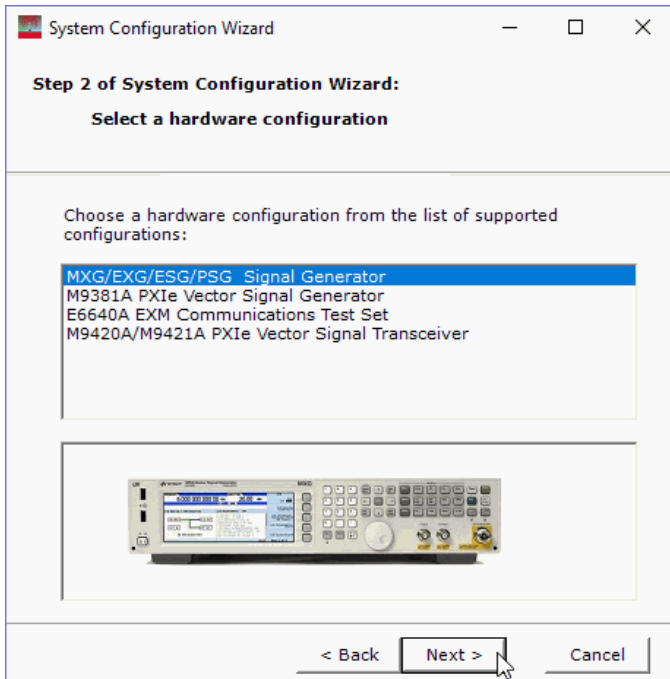 System Configuration Wizard
Step 2 of System Configuration Wizard:
Select a hardware configuration
Choose a hardware configuration from the list of supported
configurations:
MXG/EXG/ESG/PSG  Signal Generator
M9381A PXIe Vector Signal Generator
E6640A EXM Communications Test Set
M9420A/M9421A PXIe Vector Signal Transceiver
MXG
< Back
Next >
Cancel